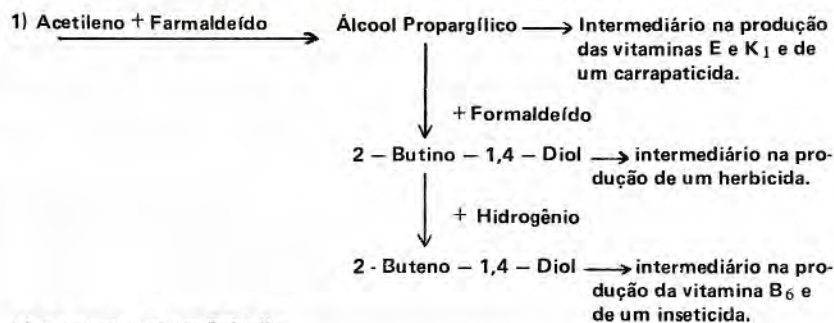 1) Acetileno + Farmaldeído
Álcool Propargílico → Intermediário na produção
das vitaminas E e K1 e de
um carrapaticida.
+ Formaldeído
2 – Butino – 1,4 – Diol → intermediário na pro-
dução de um herbicida.
+ Hidrogênio
2 - Buteno – 1,4 – Diol → intermediário na pro-
dução da vitamina B6 e
de um inseticida.